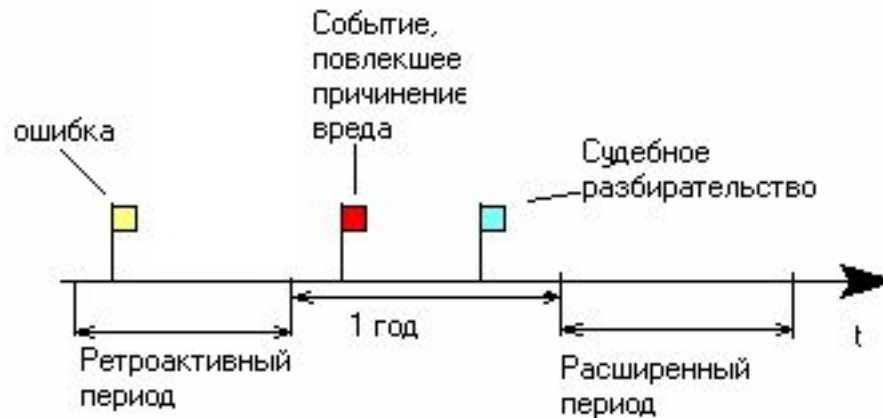 ошибка
Событие,
повлекшее
причинение
вреда
Судебное
разбирательство
1 год
t
Ретроактивный
период
Расширенный
период